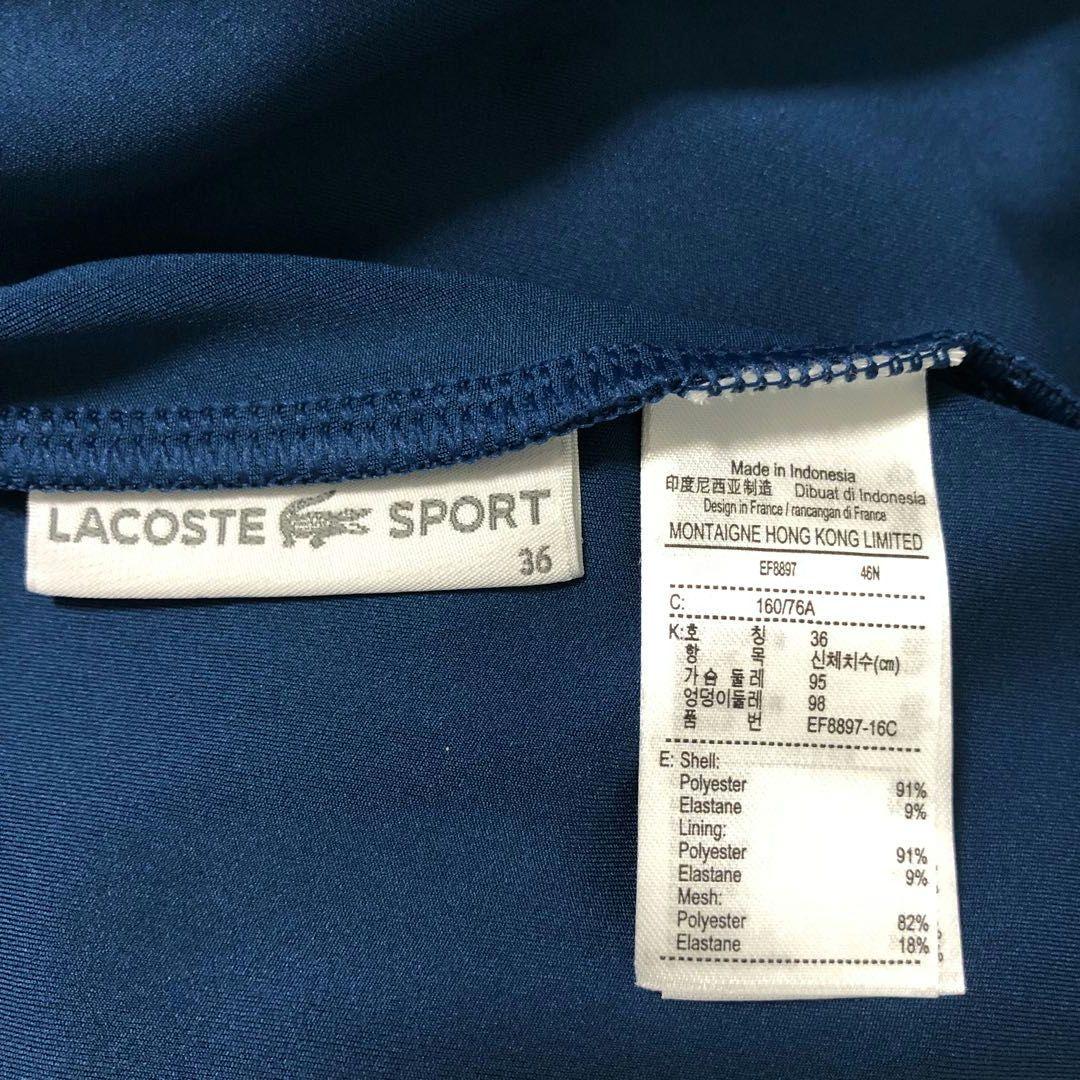 LACOSTE SPORT
36
Made in Indonesia
印度尼西亚制造 Dibuat di Indonesia
Design in France / rancangan di France
MONTAIGNE HONG KONG LIMITED
EF8897 46N
C: 160/76A
K:호 칭 36
항 목 신체치수(㎝)
가슴 둘레 95
엉덩이둘레 98
품 번 EF8897-16C
E: Shell:
Polyester 91%
Elastane 9%
Lining:
Polyester 91%
Elastane 9%
Mesh:
Polyester 82%
Elastane 18%